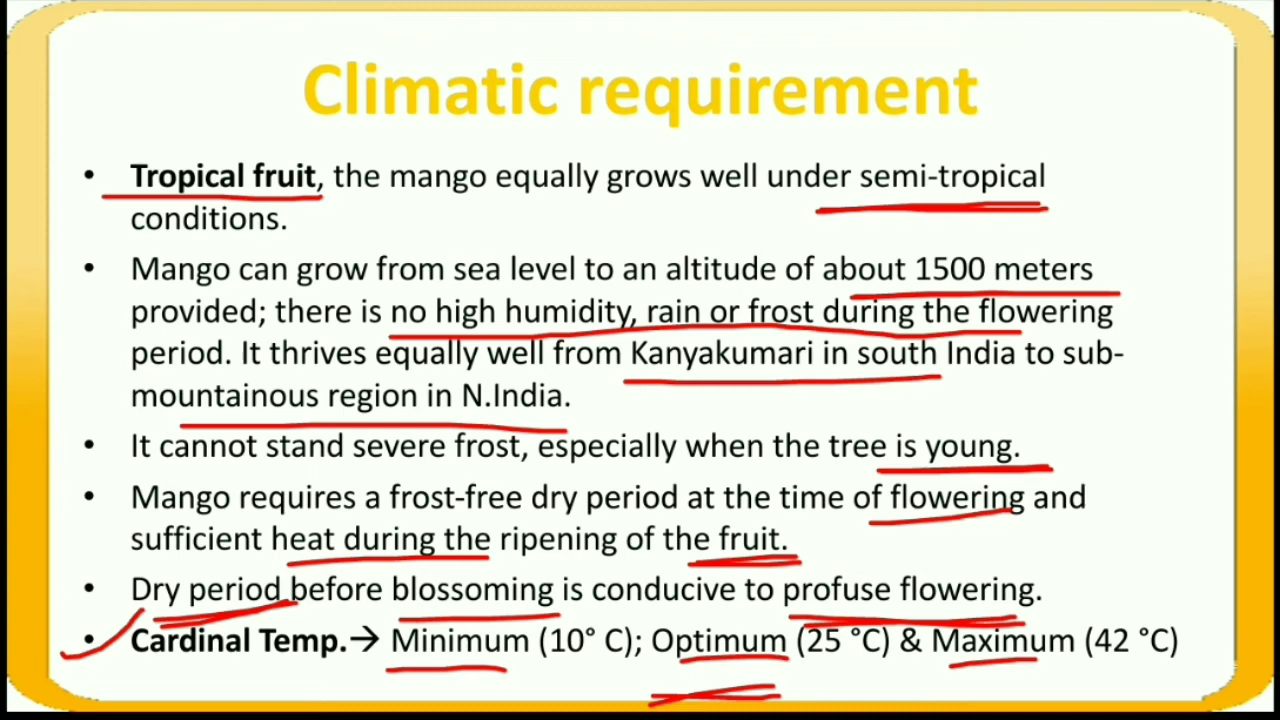 Climatic requirement
• Tropical fruit, the mango equally grows well under semi-tropical
conditions.
• Mango can grow from sea level to an altitude of about 1500 meters
provided; there is no high humidity, rain or frost during the flowering
period. It thrives equally well from Kanyakumari in south India to sub-
mountainous region in N.India.
• It cannot stand severe frost, especially when the tree is young.
• Mango requires a frost-free dry period at the time of flowering and
sufficient heat during the ripening of the fruit.
• Dry period before blossoming is conducive to profuse flowering.
• Cardinal Temp.→ Minimum (10° C); Optimum (25 °C) & Maximum (42 °C)